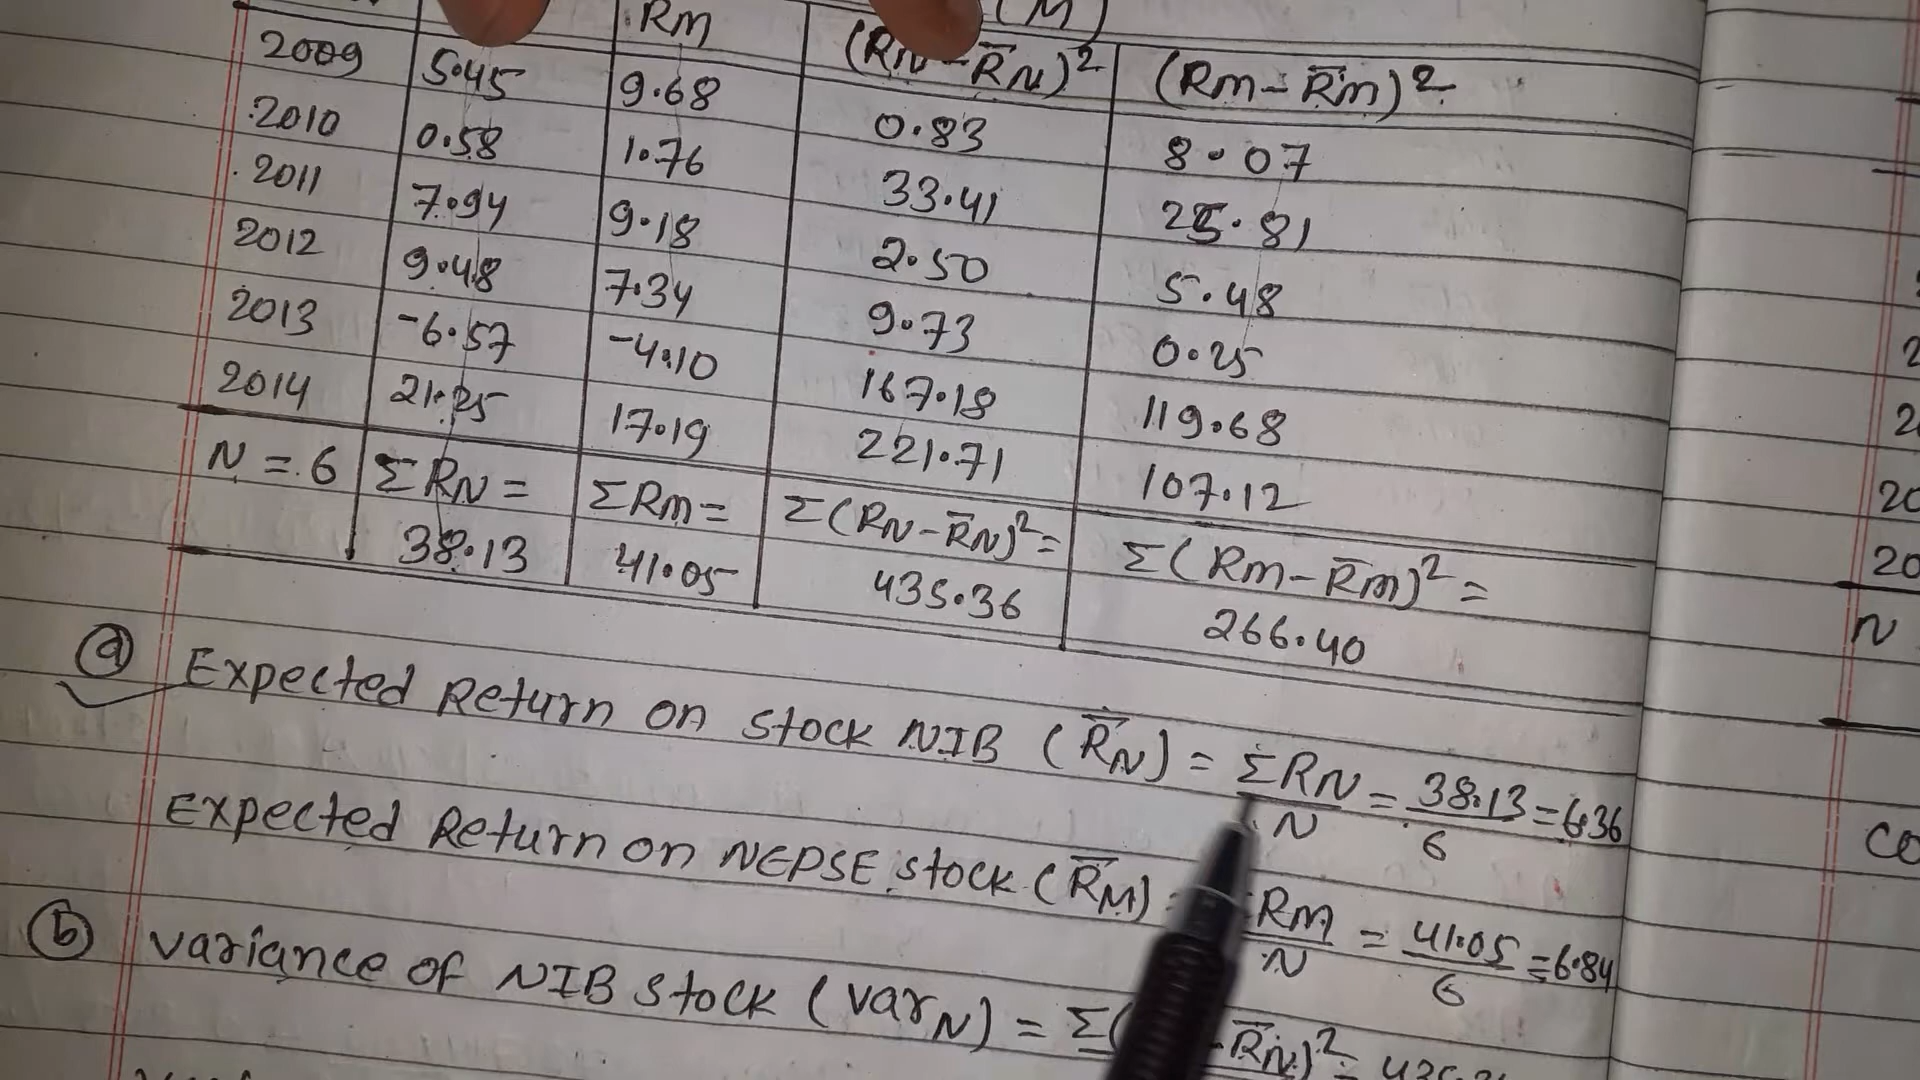 Rm (M)
(RN-R̅N)² (Rm-R̅m)²
2009 5.45 9.68 0.83 8.07
2010 0.58 1.76 33.41 25.81
2011 7.94 9.18 2.50 5.48
2012 9.48 7.34 9.73 0.25
2013 -6.57 -4.10 167.18 119.68
2014 21.25 17.19 221.71 107.12
N = 6 ΣRN = ΣRm = Σ(RN-R̅N)² = Σ(Rm-R̅m)² =
38.13 41.05 435.36 266.40
ⓐ Expected Return on stock NIB (R̅N) = ΣRN/N = 38.13/6 = 6.36
Expected Return on NEPSE stock (R̅M) RM/N = 41.05/6 = 6.84
ⓑ variance of NIB stock (varN) = Σ( -R̅N)² =
2
2
20
20
N
co